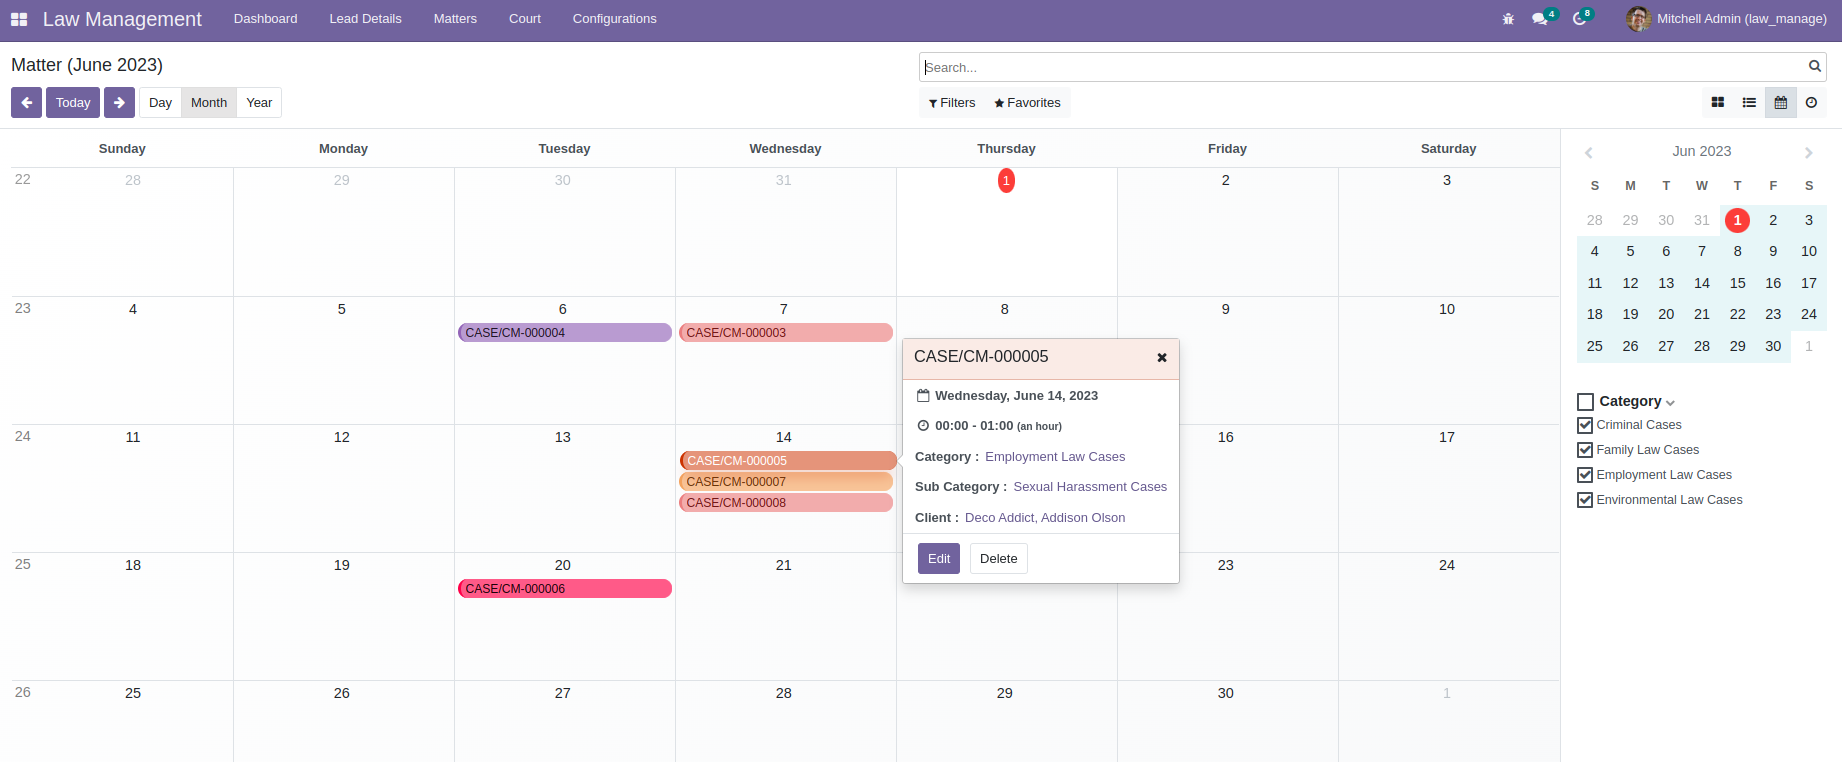 Law Management Dashboard Lead Details Matters Court Configurations 4 8 Mitchell Admin (law_manage)
Matter (June 2023)
Search...
Today Day Month Year
Filters Favorites
Sunday Monday Tuesday Wednesday Thursday Friday Saturday
22 28 29 30 31 1 2 3
23 4 5 6 7 8 9 10
CASE/CM-000004 CASE/CM-000003
24 11 12 13 14 16 17
CASE/CM-000005
CASE/CM-000007
CASE/CM-000008
25 18 19 20 21 23 24
CASE/CM-000006
26 25 26 27 28 29 30 1
CASE/CM-000005
Wednesday, June 14, 2023
00:00 - 01:00 (an hour)
Category : Employment Law Cases
Sub Category : Sexual Harassment Cases
Client : Deco Addict, Addison Olson
Edit Delete
Jun 2023
S M T W T F S
28 29 30 31 1 2 3
4 5 6 7 8 9 10
11 12 13 14 15 16 17
18 19 20 21 22 23 24
25 26 27 28 29 30 1
Category
Criminal Cases
Family Law Cases
Employment Law Cases
Environmental Law Cases